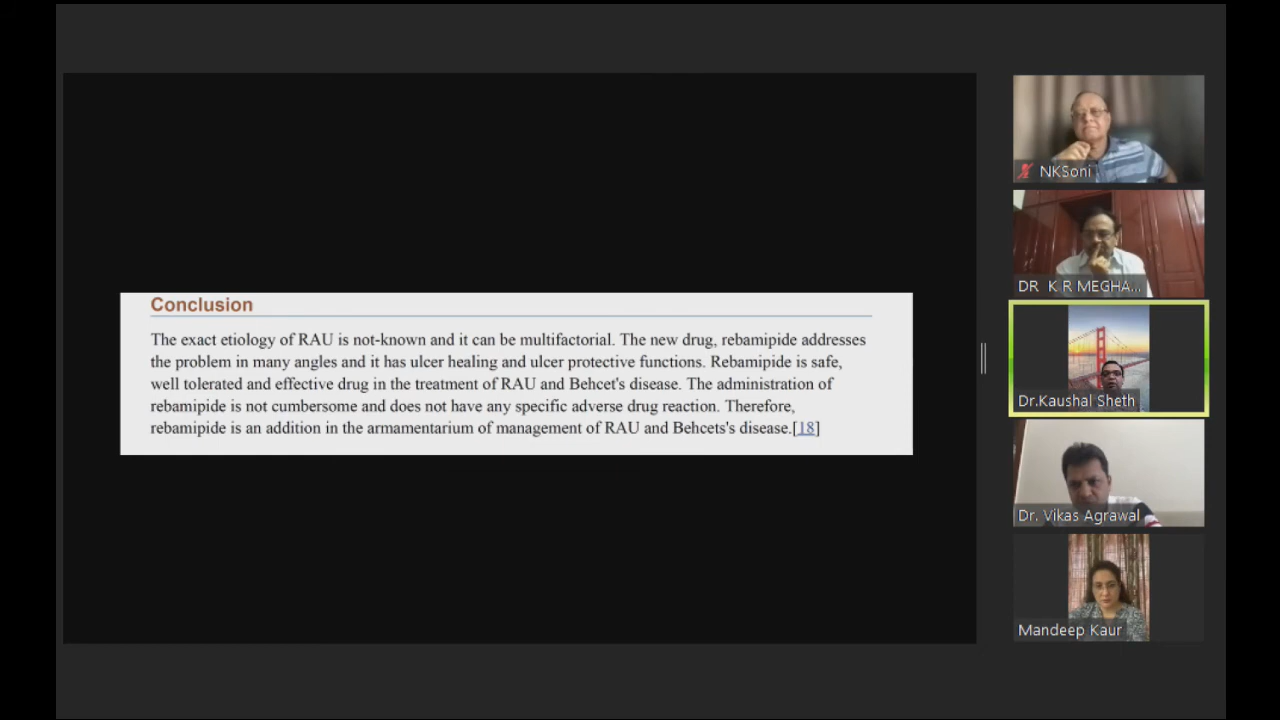 Conclusion
The exact etiology of RAU is not-known and it can be multifactorial. The new drug, rebamipide addresses
the problem in many angles and it has ulcer healing and ulcer protective functions. Rebamipide is safe,
well tolerated and effective drug in the treatment of RAU and Behcet's disease. The administration of
rebamipide is not cumbersome and does not have any specific adverse drug reaction. Therefore,
rebamipide is an addition in the armamentarium of management of RAU and Behcets's disease.[18]
NKSoni
DR K R MEGHA...
Dr.Kaushal Sheth
Dr. Vikas Agrawal
Mandeep Kaur